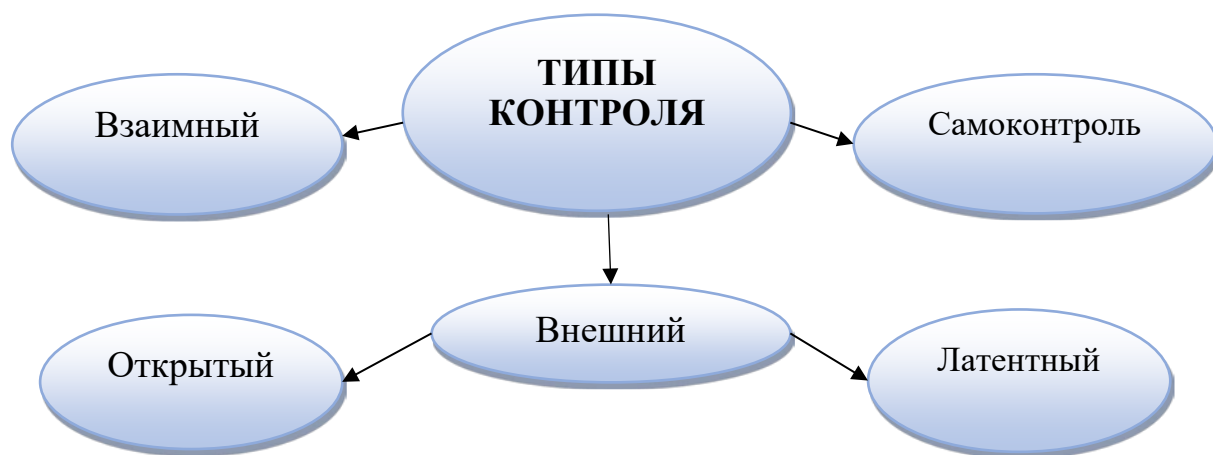 ТИПЫ
КОНТРОЛЯ
Взаимный
Самоконтроль
Внешний
Открытый
Латентный